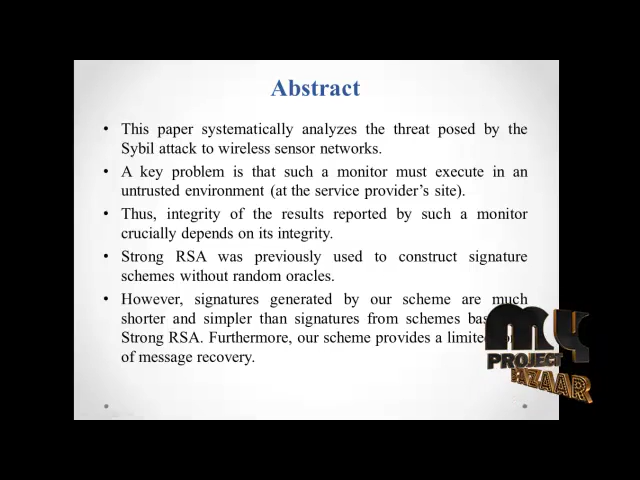 Abstract
• This paper systematically analyzes the threat posed by the
Sybil attack to wireless sensor networks.
• A key problem is that such a monitor must execute in an
untrusted environment (at the service provider's site).
• Thus, integrity of the results reported by such a monitor
crucially depends on its integrity.
• Strong RSA was previously used to construct signature
schemes without random oracles.
• However, signatures generated by our scheme are much
shorter and simpler than signatures from schemes
Strong RSA. Furthermore, our scheme provides a limited
of message recovery.
MY
PROJECT
BAZAAR